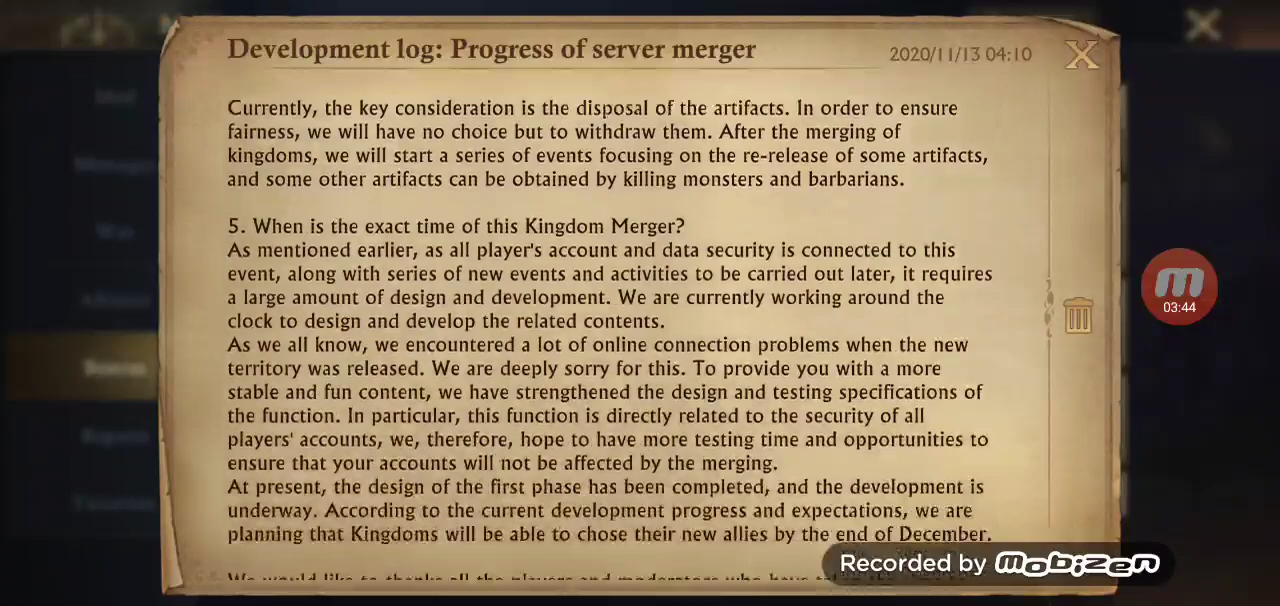 Development log: Progress of server merger
2020/11/13 04:10
Currently, the key consideration is the disposal of the artifacts. In order to ensure
fairness, we will have no choice but to withdraw them. After the merging of
kingdoms, we will start a series of events focusing on the re-release of some artifacts,
and some other artifacts can be obtained by killing monsters and barbarians.
5. When is the exact time of this Kingdom Merger?
As mentioned earlier, as all player's account and data security is connected to this
event, along with series of new events and activities to be carried out later, it requires
a large amount of design and development. We are currently working around the
clock to design and develop the related contents.
As we all know, we encountered a lot of online connection problems when the new
territory was released. We are deeply sorry for this. To provide you with a more
stable and fun content, we have strengthened the design and testing specifications of
the function. In particular, this function is directly related to the security of all
players' accounts, we, therefore, hope to have more testing time and opportunities to
ensure that your accounts will not be affected by the merging.
At present, the design of the first phase has been completed, and the development is
underway. According to the current development progress and expectations, we are
planning that Kingdoms will be able to chose their new allies by the end of December.
We would like to thanks all the players and moderators who have
03:44
Recorded by mobizen